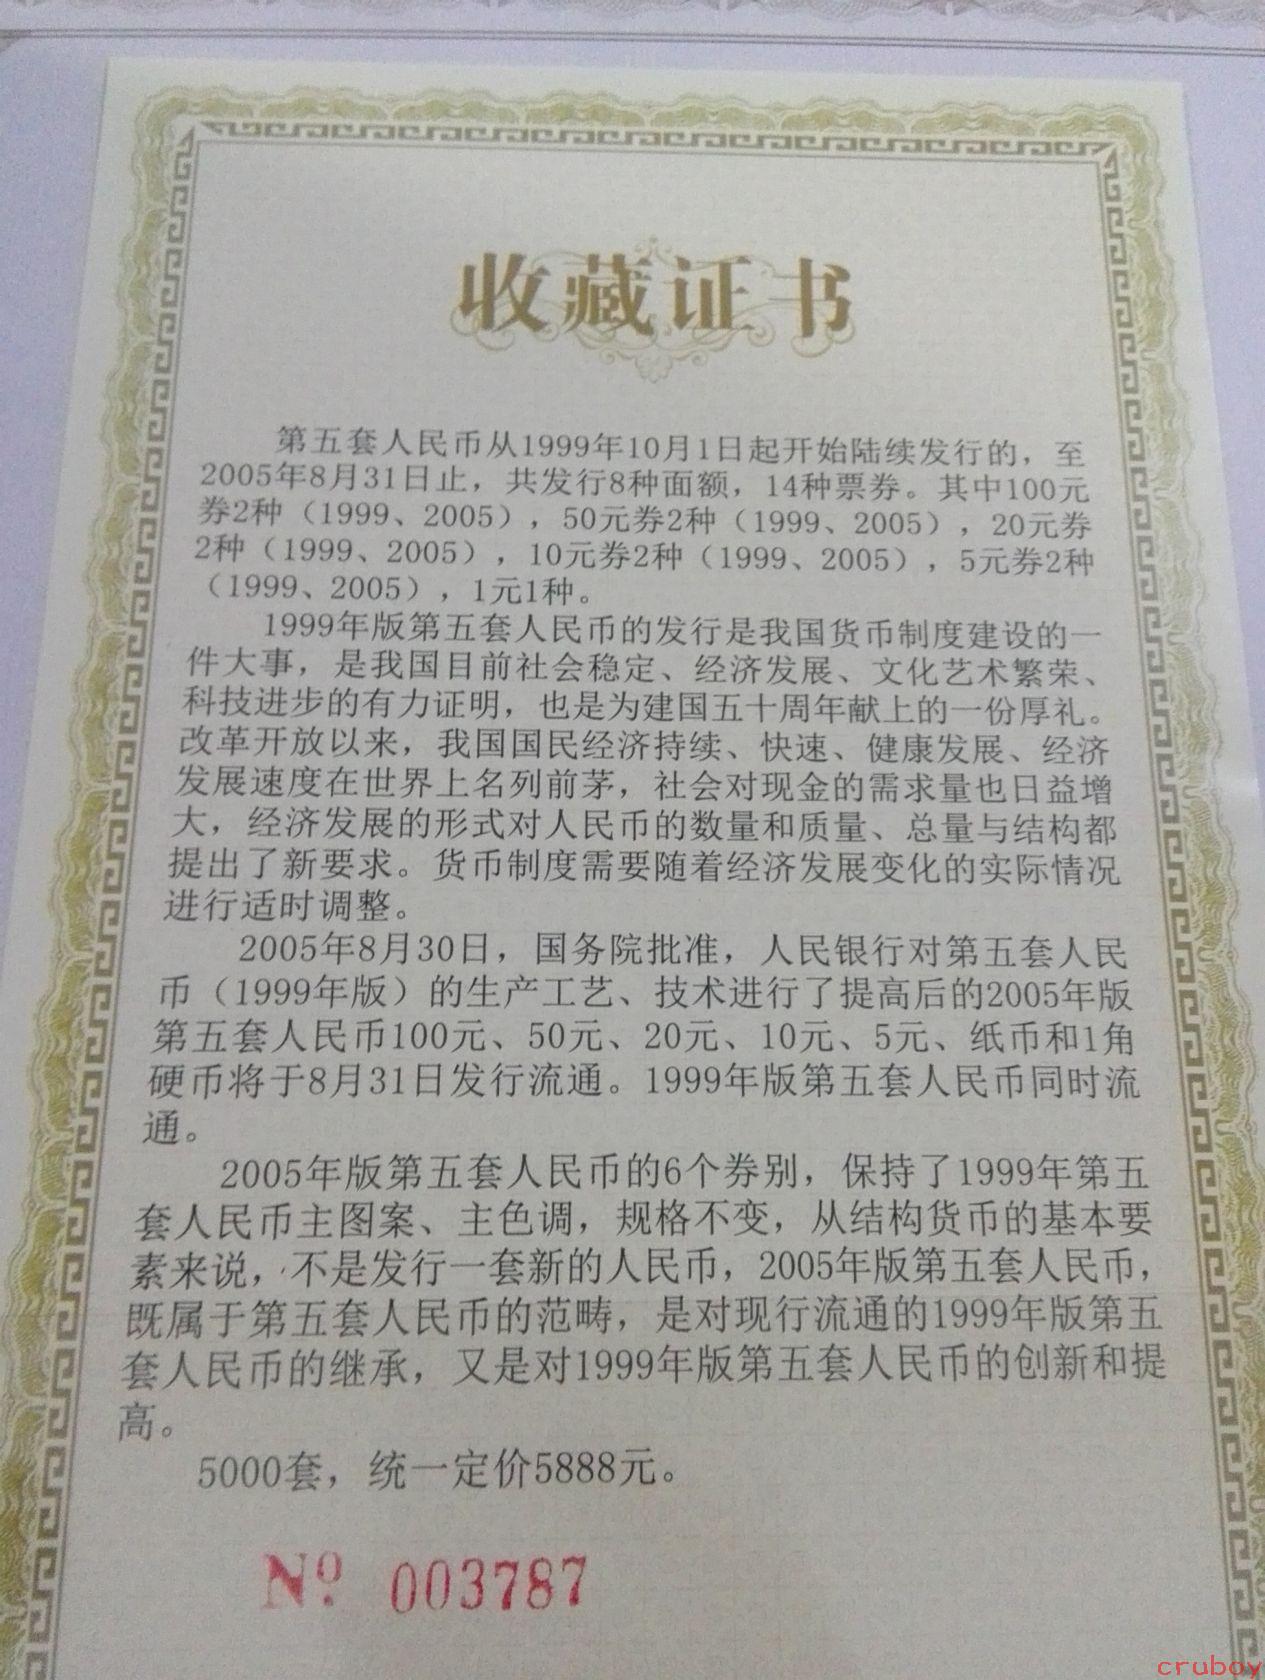 收藏证书
第五套人民币从1999年10月1日起开始陆续发行的，至
2005年8月31日止，共发行8种面额，14种票券。其中100元
券2种（1999、2005），50元券2种（1999、2005），20元券
2种（1999、2005），10元券2种（1999、2005），5元券2种
（1999、2005），1元1种。
1999年版第五套人民币的发行是我国货币制度建设的一
件大事，是我国目前社会稳定、经济发展、文化艺术繁荣、
科技进步的有力证明，也是为建国五十周年献上的一份厚礼。
改革开放以来，我国国民经济持续、快速、健康发展、经济
发展速度在世界上名列前茅，社会对现金的需求量也日益增
大，经济发展的形式对人民币的数量和质量、总量与结构都
提出了新要求。货币制度需要随着经济发展变化的实际情况
进行适时调整。
2005年8月30日，国务院批准，人民银行对第五套人民
币（1999年版）的生产工艺、技术进行了提高后的2005年版
第五套人民币100元、50元、20元、10元、5元、纸币和1角
硬币将于8月31日发行流通。1999年版第五套人民币同时流
通。
2005年版第五套人民币的6个券别，保持了1999年第五
套人民币主图案、主色调，规格不变，从结构货币的基本要
素来说，不是发行一套新的人民币，2005年版第五套人民币，
既属于第五套人民币的范畴，是对现行流通的1999年版第五
套人民币的继承，又是对1999年版第五套人民币的创新和提
高。
5000套，统一定价5888元。
Nº 003787
cruboy